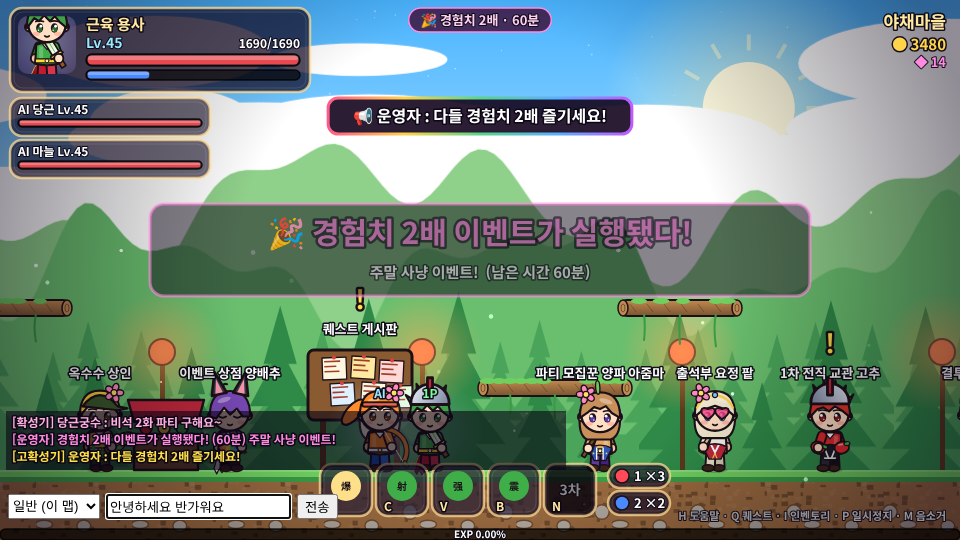 근육 용사
Lv.45
1690/1690
AI 당근 Lv.45
AI 마늘 Lv.45
🎉 경험치 2배 · 60분
야채마을
3480
14
📢 운영자 : 다들 경험치 2배 즐기세요!
🎉 경험치 2배 이벤트가 실행됐다!
주말 사냥 이벤트! (남은 시간 60분)
!
퀘스트 게시판
!
옥수수 상인
이벤트 상점 양배추
파티 모집꾼 양파 아줌마
출석부 요정 팥
1차 전직 교관 고추
결투
AI
1P
[확성기] 당근궁수 : 비석 2화 파티 구해요~
[운영자] 경험치 2배 이벤트가 실행됐다! (60분) 주말 사냥 이벤트!
[고확성기] 운영자 : 다들 경험치 2배 즐기세요!
일반 (이 맵)
안녕하세요 반가워요
전송
爆
射
C
强
V
震
B
3차
N
1 ×3
2 ×2
H 도움말 · Q 퀘스트 · I 인벤토리 · P 일시정지 · M 음소거
EXP 0.00%